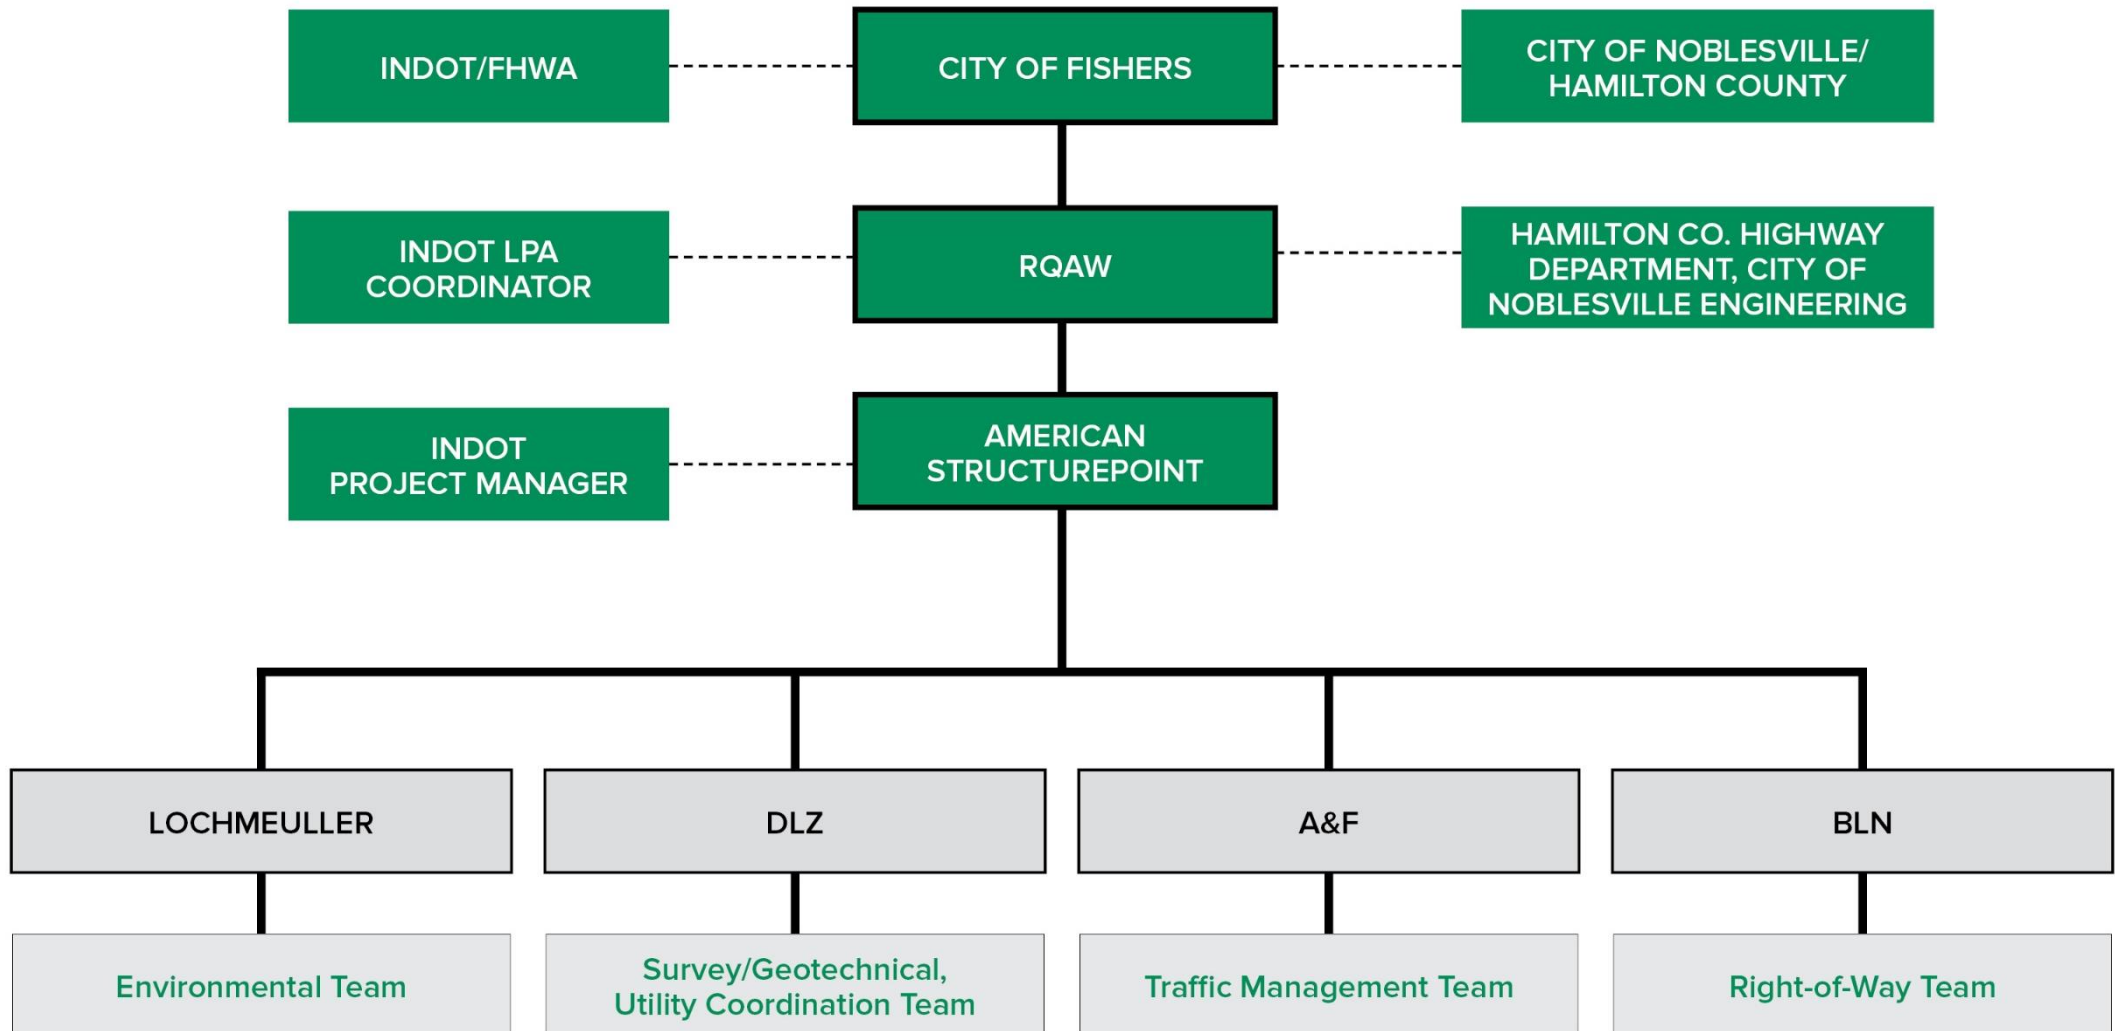 INDOT/FHWA
CITY OF FISHERS
CITY OF NOBLESVILLE/
HAMILTON COUNTY
INDOT LPA
COORDINATOR
RQAW
HAMILTON CO. HIGHWAY
DEPARTMENT, CITY OF
NOBLESVILLE ENGINEERING
INDOT
PROJECT MANAGER
AMERICAN
STRUCTUREPOINT
LOCHMEULLER
DLZ
A&F
BLN
Environmental Team
Survey/Geotechnical,
Utility Coordination Team
Traffic Management Team
Right-of-Way Team